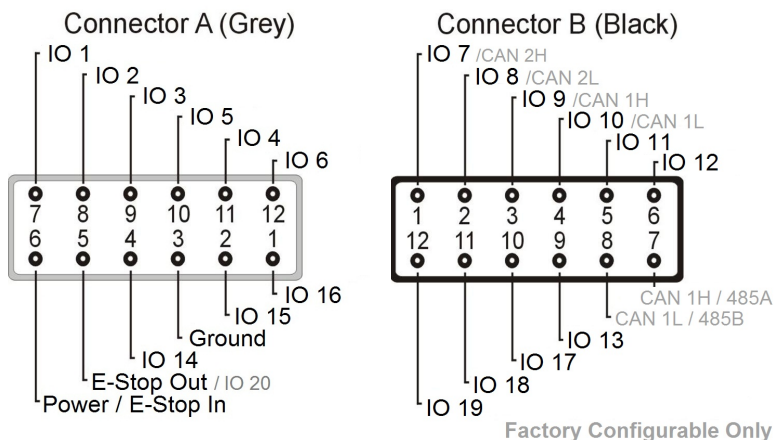 Connector A (Grey)
IO 1
IO 2
IO 3
IO 5
IO 4
IO 6
7 8 9 10 11 12
6 5 4 3 2 1
IO 16
IO 15
Ground
IO 14
E-Stop Out / IO 20
Power / E-Stop In
Connector B (Black)
IO 7 /CAN 2H
IO 8 /CAN 2L
IO 9 /CAN 1H
IO 10 /CAN 1L
IO 11
IO 12
1 2 3 4 5 6
12 11 10 9 8 7
CAN 1H / 485A
CAN 1L / 485B
IO 13
IO 17
IO 18
IO 19
Factory Configurable Only